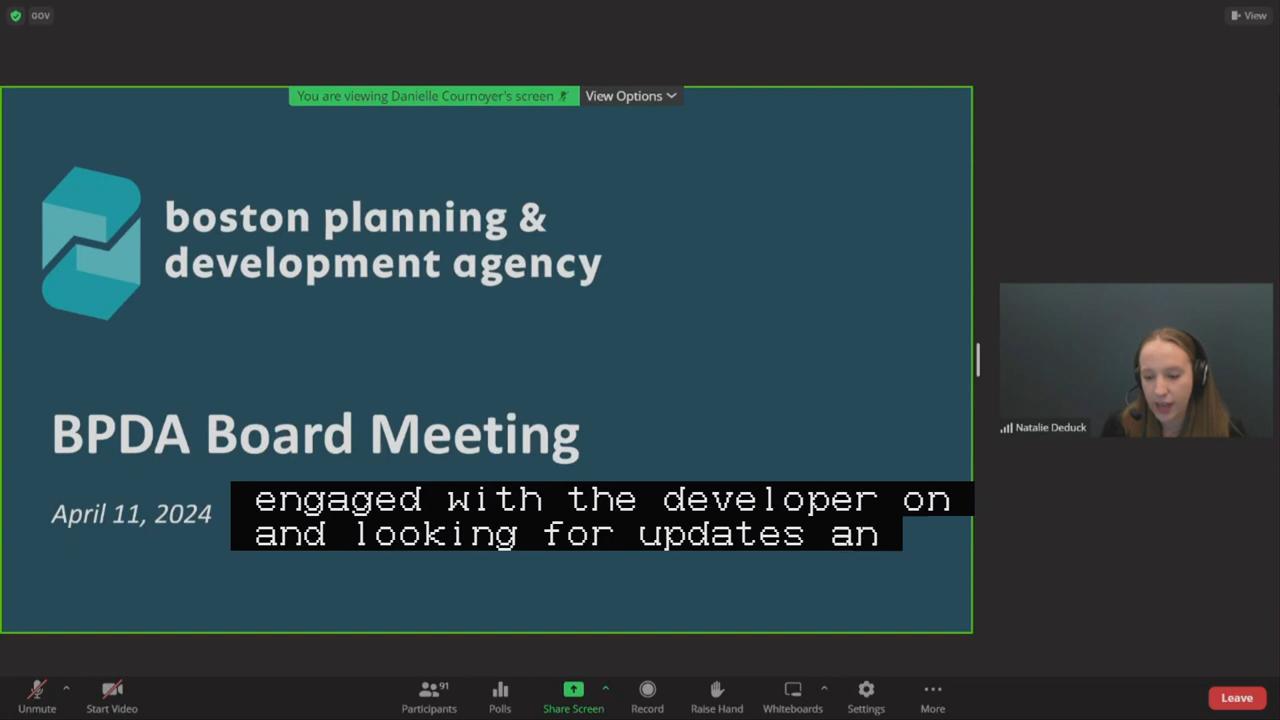 GOV
View
You are viewing Danielle Cournoyer's screen
View Options
boston planning &
development agency
BPDA Board Meeting
April 11, 2024
engaged with the developer on
and looking for updates an
Natalie Deduck
Unmute
Start Video
91
Participants
Polls
Share Screen
Record
Raise Hand
Whiteboards
Settings
More
Leave